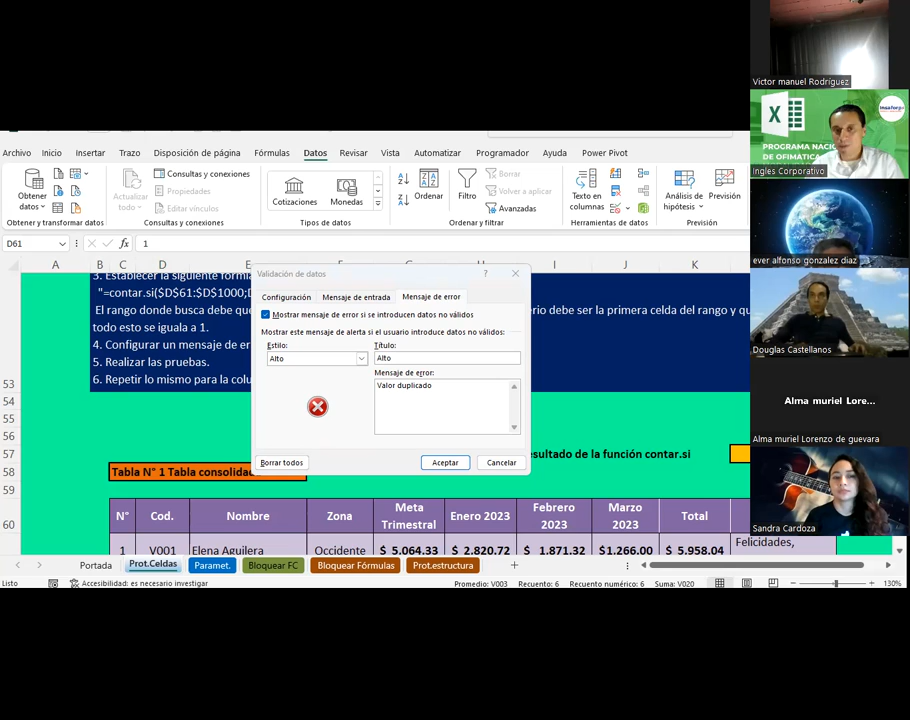 Victor manuel Rodríguez
Insaforp
PROGRAMA NAC
DE OFIMÁTICA
Ingles Corporativo
ever alfonso gonzalez diaz
Douglas Castellanos
Alma muriel Lore...
Alma muriel Lorenzo de guevara
Sandra Cardoza
Archivo Inicio Insertar Trazo Disposición de página Fórmulas Datos Revisar Vista Automatizar Programador Ayuda Power Pivot
Obtener datos
Obtener y transformar datos
Actualizar todo
Consultas y conexiones
Propiedades
Editar vínculos
Consultas y conexiones
Cotizaciones
Monedas
Tipos de datos
Ordenar
Filtro
Borrar
Volver a aplicar
Avanzadas
Ordenar y filtrar
Texto en columnas
Herramientas de datos
Análisis de hipótesis
Previsión
Previsión
D61 fx 1
A B C D E F G H I J K
3. Establecer la siguiente
"=contar.si($D$61:$D$1000;
El rango donde busca debe
erio debe ser la primera celda del rango y
todo esto se iguala a 1.
4. Configurar un mensaje de
5. Realizar las pruebas.
6. Repetir lo mismo para la
Validación de datos ? ×
Configuración Mensaje de entrada Mensaje de error
Mostrar mensaje de error si se introducen datos no válidos
Mostrar este mensaje de alerta si el usuario introduce datos no válidos:
Estilo: Título:
Alto Alto
Mensaje de error:
Valor duplicado
Borrar todos Aceptar Cancelar
53
54
55
56
57 esultado de la función contar.si
58 Tabla N° 1 Tabla consolida
59
60 N° Cod. Nombre Zona Meta Trimestral Enero 2023 Febrero 2023 Marzo 2023 Total
1 V001 Elena Aguilera Occidente $ 5.064.33 $ 2.820.72 $ 1.871.32 $1.266.00 $ 5.958.04 Felicidades,
Portada Prot.Celdas Paramet. Bloquear FC Bloquear Fórmulas Prot.estructura +
Listo Accesibilidad: es necesario investigar Promedio: V003 Recuento: 6 Recuento numérico: 6 Suma: V020 130%